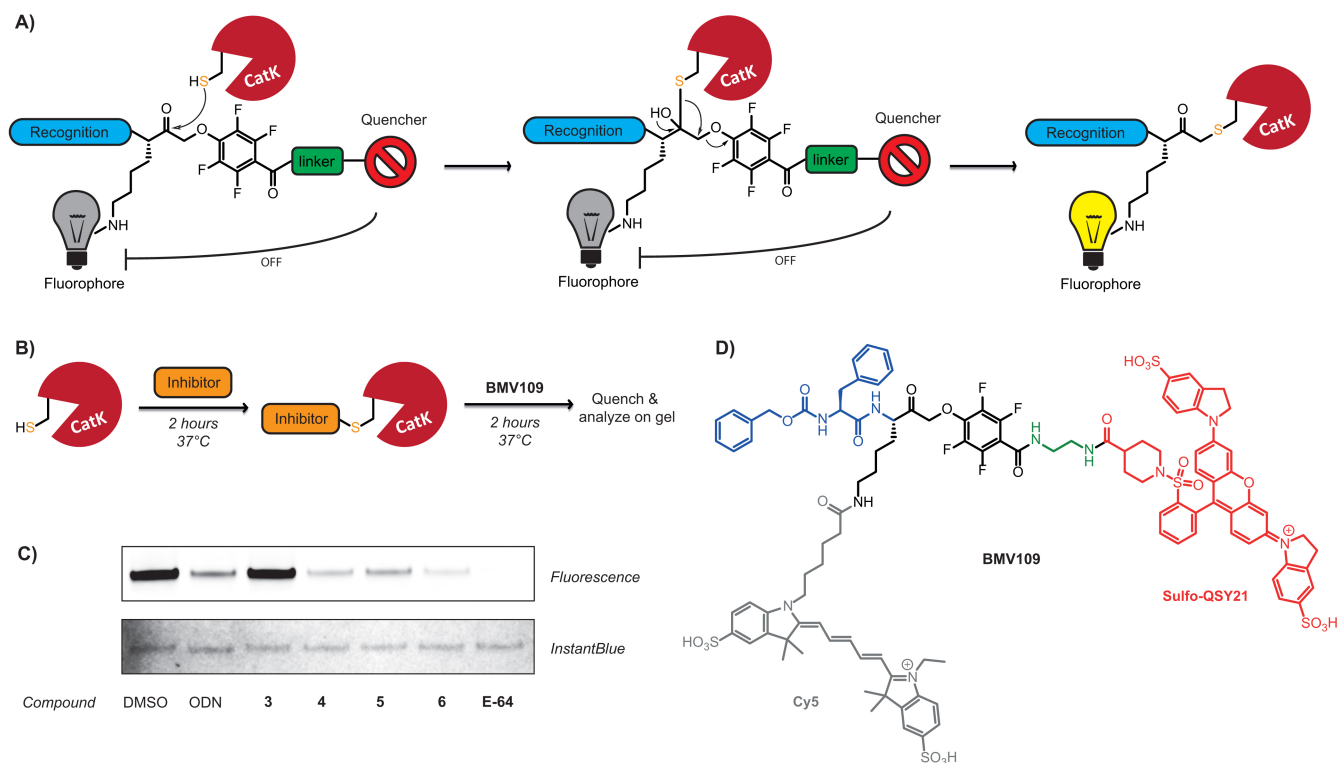 A)
HS
CatK
O
Recognition
O
F
F
F
F
O
linker
Quencher
NH
OFF
Fluorophore
S
CatK
HO
Recognition
O
F
F
F
F
O
linker
Quencher
NH
OFF
Fluorophore
CatK
O
S
Recognition
NH
Fluorophore
B)
HS
CatK
Inhibitor
2 hours
37°C
Inhibitor
S
CatK
BMV109
2 hours
37°C
Quench &
analyze on gel
C)
Fluorescence
InstantBlue
Compound DMSO ODN 3 4 5 6 E-64
D)
O
O
N
H
O
H
N
O
O
F
F
F
F
O
H
N
N
H
O
N
S
O
O
HO3S
N
O
N
+
SO3H
O
NH
BMV109
Sulfo-QSY21
HO3S
N
N
+
Cy5
SO3H